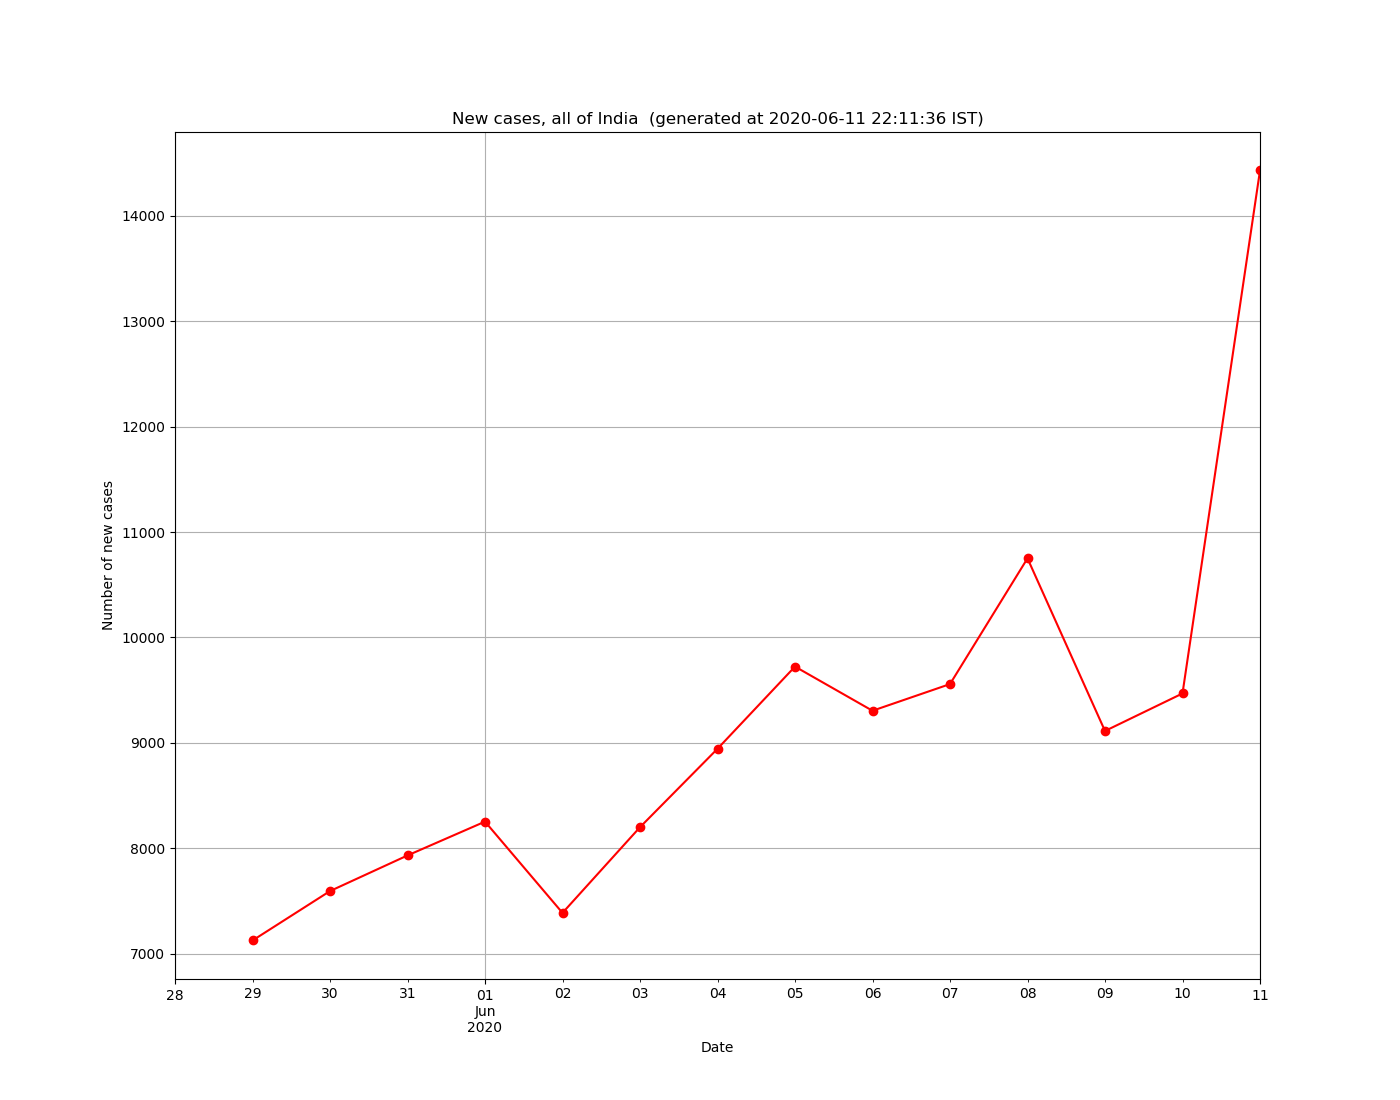 New cases, all of India  (generated at 2020-06-11 22:11:36 IST)
14000
13000
12000
11000
10000
9000
8000
7000
Number of new cases
28 29 30 31 01 02 03 04 05 06 07 08 09 10 11
Jun
2020
Date